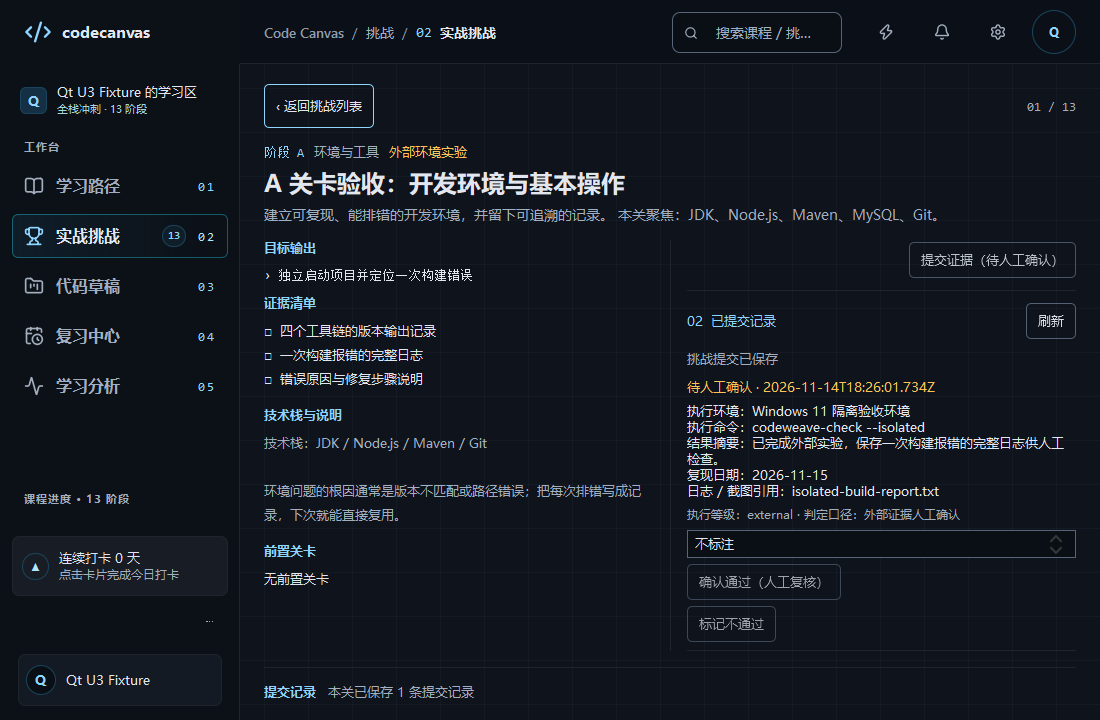 codecanvas
Code Canvas / 挑战 / 02 实战挑战
搜索课程 / 挑...
Q
Q
Qt U3 Fixture 的学习区
全栈冲刺 · 13 阶段
工作台
学习路径 01
实战挑战 13 02
代码草稿 03
复习中心 04
学习分析 05
课程进度 • 13 阶段
▲
连续打卡 0 天
点击卡片完成今日打卡
...
Q
Qt U3 Fixture
‹ 返回挑战列表
01 / 13
阶段 A 环境与工具 外部环境实验
A 关卡验收：开发环境与基本操作
建立可复现、能排错的开发环境，并留下可追溯的记录。 本关聚焦：JDK、Node.js、Maven、MySQL、Git。
目标输出
› 独立启动项目并定位一次构建错误
证据清单
□ 四个工具链的版本输出记录
□ 一次构建报错的完整日志
□ 错误原因与修复步骤说明
技术栈与说明
技术栈：JDK / Node.js / Maven / Git
环境问题的根因通常是版本不匹配或路径错误；把每次排错写成记
录，下次就能直接复用。
前置关卡
无前置关卡
提交证据（待人工确认）
02 已提交记录
刷新
挑战提交已保存
待人工确认 · 2026-11-14T18:26:01.734Z
执行环境：Windows 11 隔离验收环境
执行命令：codeweave-check --isolated
结果摘要：已完成外部实验，保存一次构建报错的完整日志供人工
检查。
复现日期：2026-11-15
日志 / 截图引用：isolated-build-report.txt
执行等级：external · 判定口径：外部证据人工确认
不标注
确认通过（人工复核）
标记不通过
提交记录 本关已保存 1 条提交记录